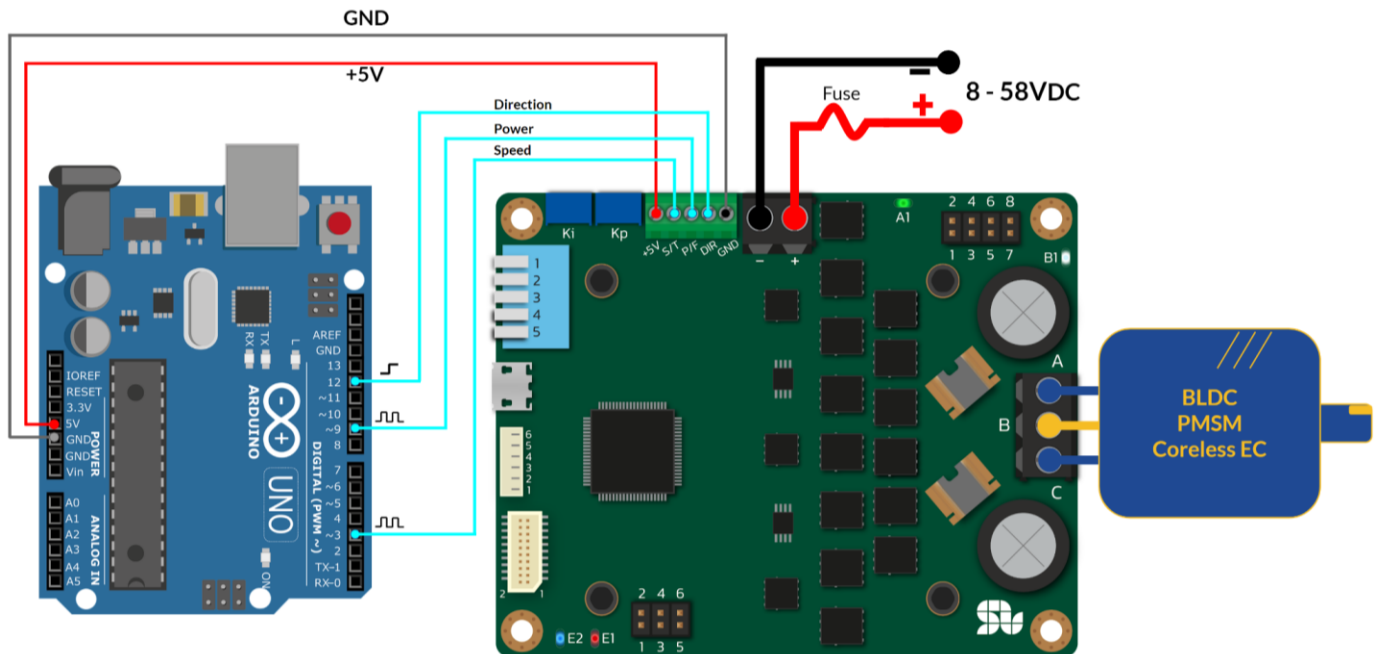 GND
+5V
Direction
Power
Speed
Fuse
8 - 58VDC
-
+
Ki
Kp
+5V
S/T
P/F
DIR
GND
-
+
A1
2 4 6 8
1 3 5 7
B1
1
2
3
4
5
6
5
4
3
2
1
2
1
2 4 6
1 3 5
E2
E1
A
B
C
BLDC
PMSM
Coreless EC
RX
TX
L
ARDUINO
UNO
ON
AREF
GND
13
12
~11
~10
~9
8
7
~6
~5
4
~3
2
TX-1
RX-0
DIGITAL (PWM ~)
IOREF
RESET
3.3V
5V
GND
GND
Vin
POWER
A0
A1
A2
A3
A4
A5
ANALOG IN